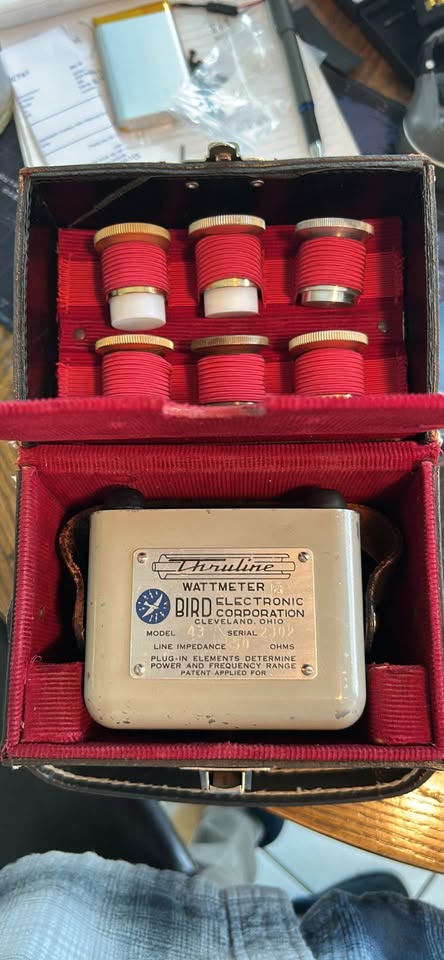 Thruline
WATTMETER
BIRD ELECTRONIC
CORPORATION
CLEVELAND, OHIO
MODEL 43 SERIAL 2302
LINE IMPEDANCE 50 OHMS
PLUG-IN ELEMENTS DETERMINE
POWER AND FREQUENCY RANGE
PATENT APPLIED FOR